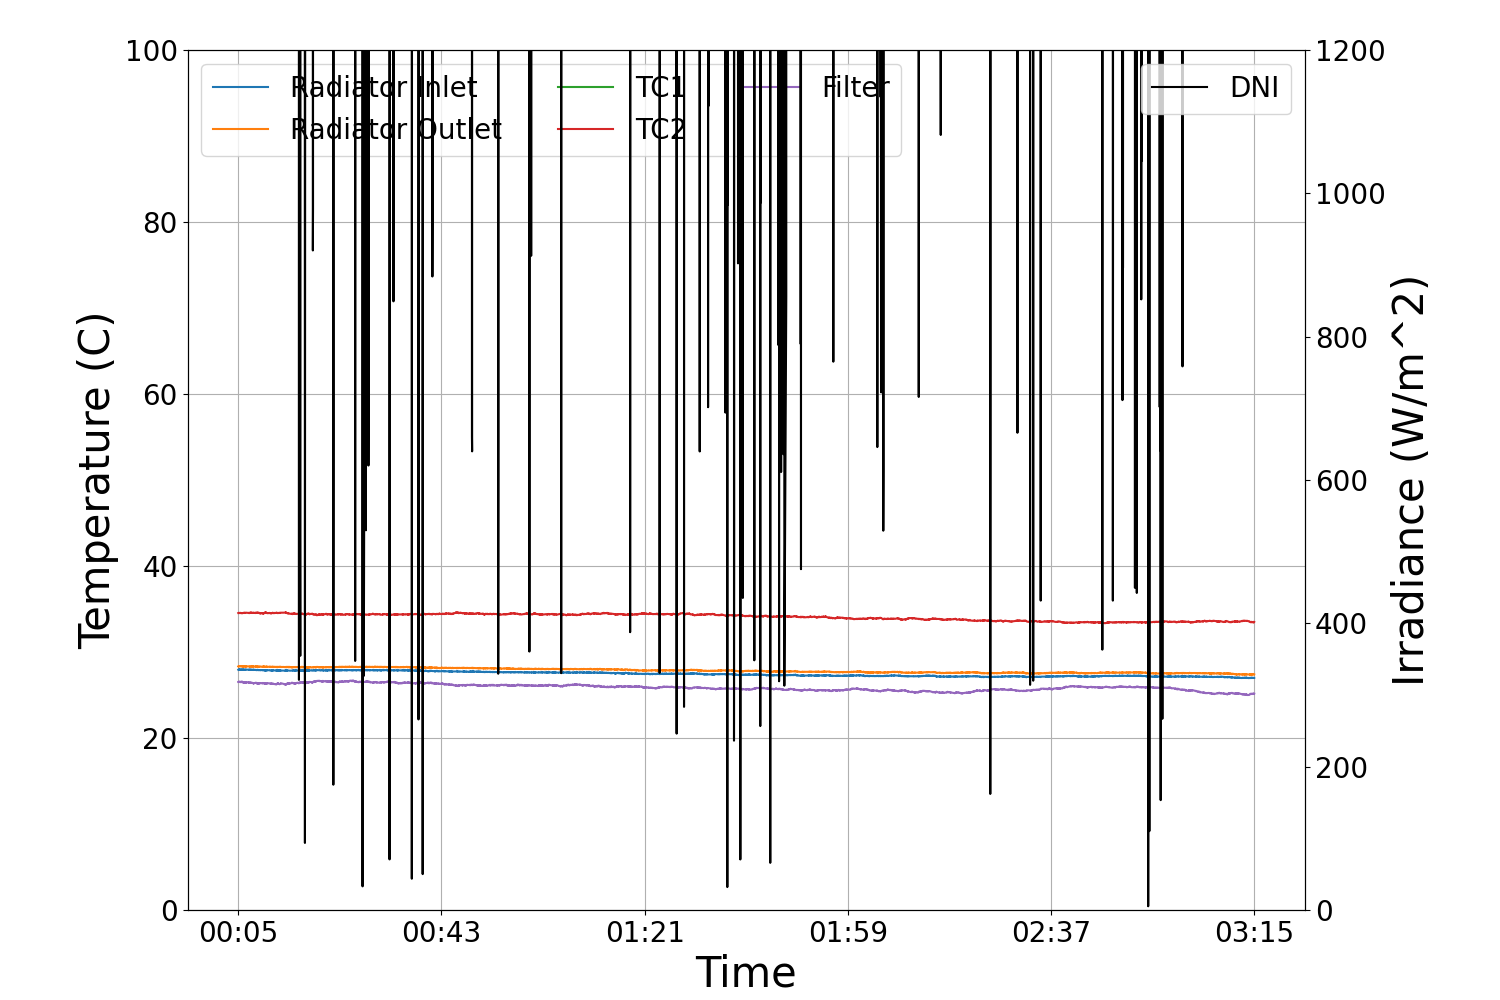 100
80
60
40
20
0
Temperature (C)
Radiator Inlet
Radiator Outlet
TC1
TC2
Filter
DNI
1200
1000
800
600
400
200
0
Irradiance (W/m^2)
00:05 00:43 01:21 01:59 02:37 03:15
Time